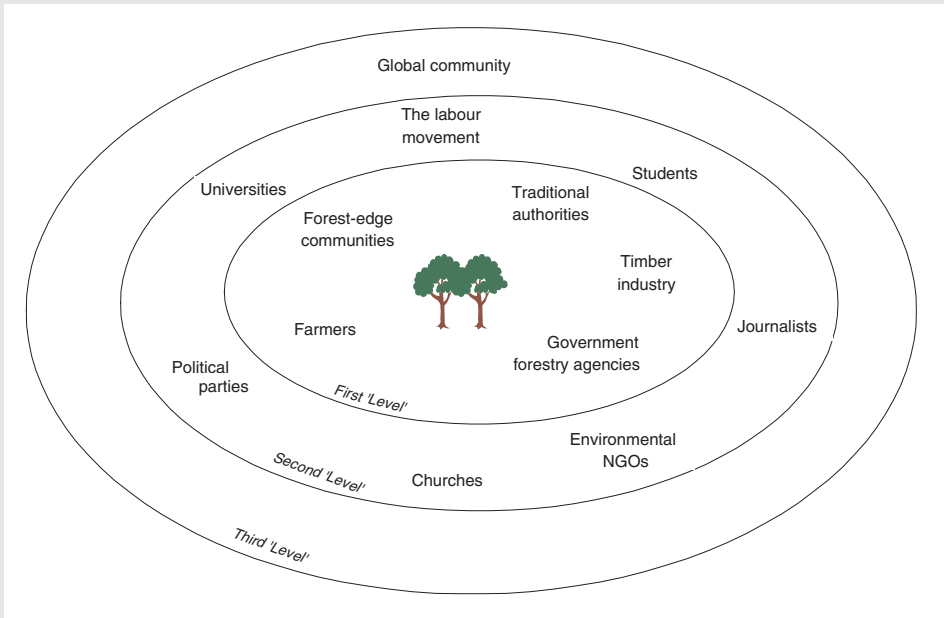 Global community
The labour
movement
Students
Universities
Traditional
authorities
Forest-edge
communities
Timber
industry
Farmers
Journalists
Government
forestry agencies
Political
parties
First 'Level'
Environmental
NGOs
Second 'Level'
Churches
Third 'Level'